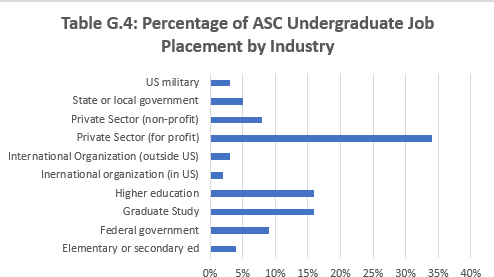 Table G.4: Percentage of ASC Undergraduate Job
Placement by Industry
US military
State or local government
Private Sector (non-profit)
Private Sector (for profit)
International Organization (outside US)
Inernational organization (in US)
Higher education
Graduate Study
Federal government
Elementary or secondary ed
0% 5% 10% 15% 20% 25% 30% 35% 40%